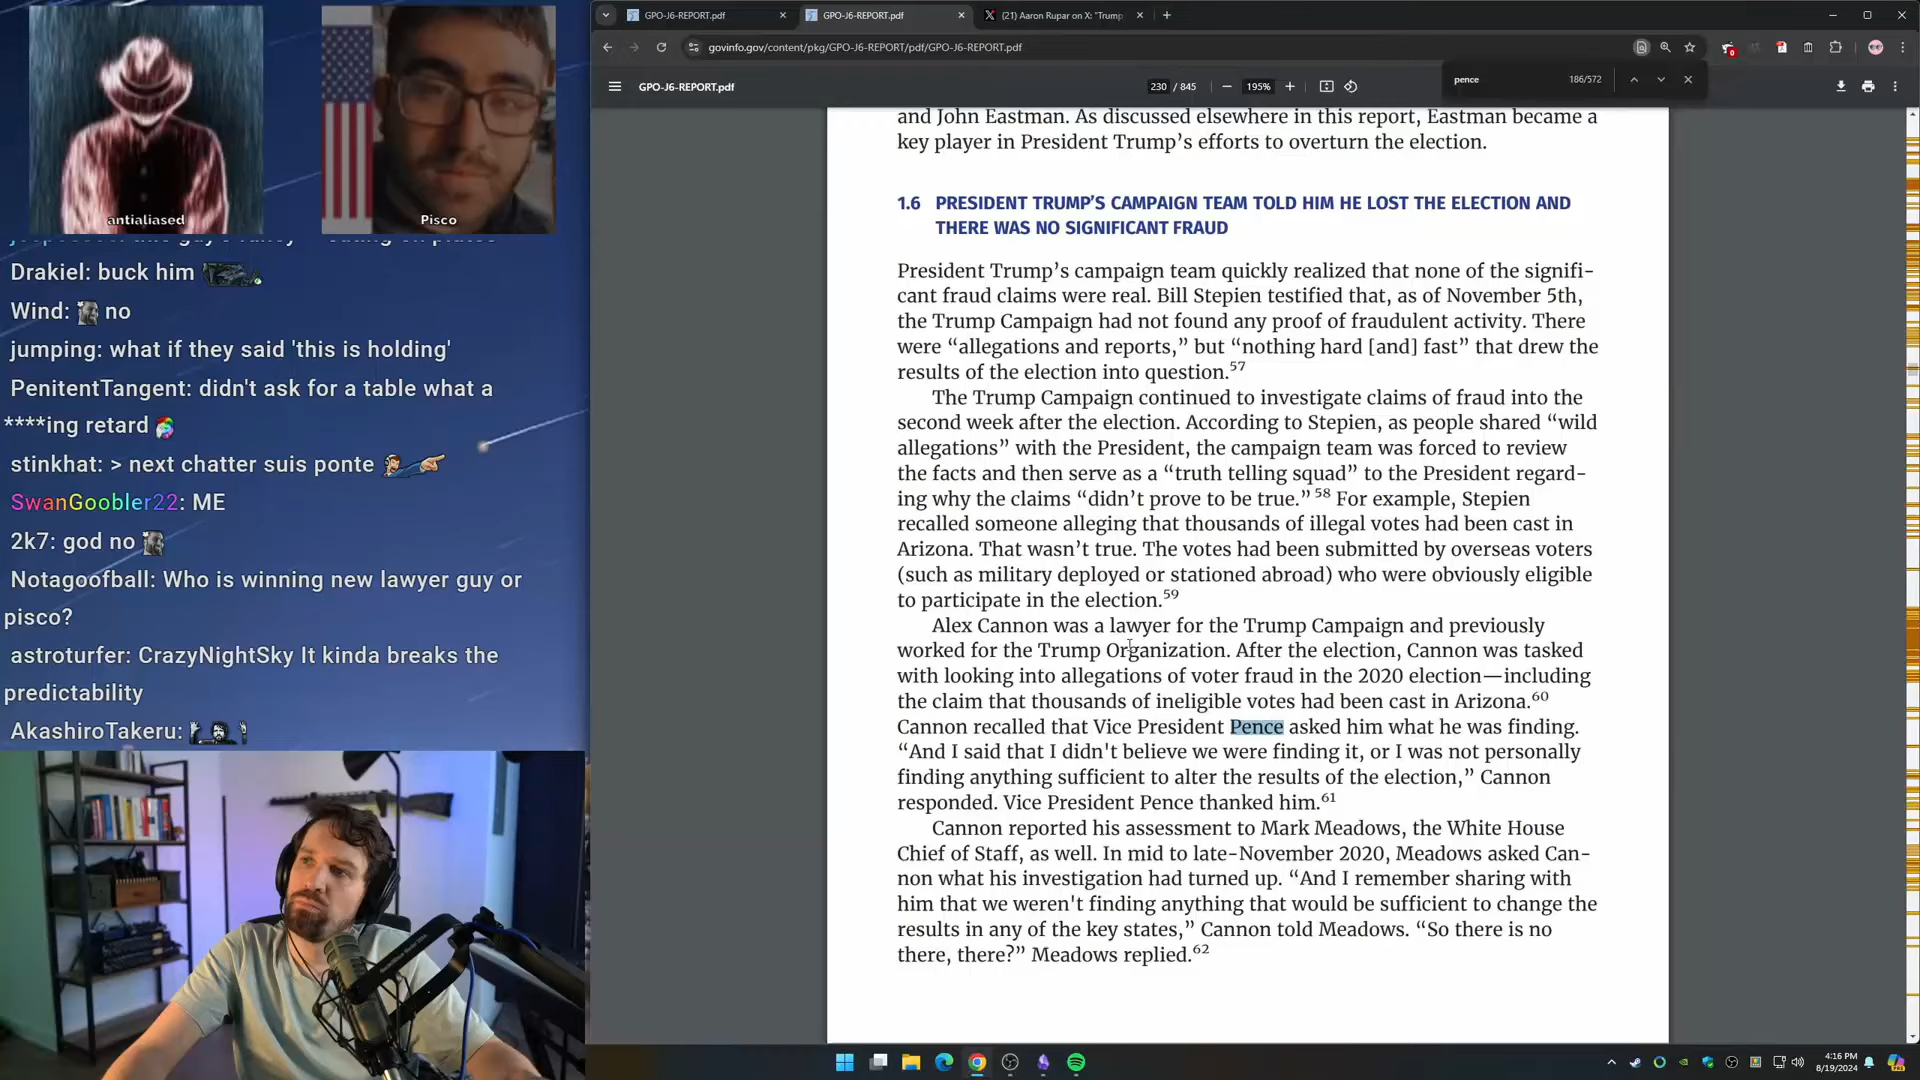 GPO-J6-REPORT.pdf
GPO-J6-REPORT.pdf
(21) Aaron Rupar on X: "Trump
govinfo.gov/content/pkg/GPO-J6-REPORT/pdf/GPO-J6-REPORT.pdf
pence
186/572
GPO-J6-REPORT.pdf
230 / 845
195%
antialiased
Pisco
Drakiel: buck him
Wind: no
jumping: what if they said 'this is holding'
PenitentTangent: didn't ask for a table what a
****ing retard
stinkhat: > next chatter suis ponte
SwanGoobler22: ME
2k7: god no
Notagoofball: Who is winning new lawyer guy or
pisco?
astroturfer: CrazyNightSky It kinda breaks the
predictability
AkashiroTakeru:
and John Eastman. As discussed elsewhere in this report, Eastman became a
key player in President Trump's efforts to overturn the election.
1.6 PRESIDENT TRUMP'S CAMPAIGN TEAM TOLD HIM HE LOST THE ELECTION AND
THERE WAS NO SIGNIFICANT FRAUD
President Trump's campaign team quickly realized that none of the signifi-
cant fraud claims were real. Bill Stepien testified that, as of November 5th,
the Trump Campaign had not found any proof of fraudulent activity. There
were “allegations and reports,” but “nothing hard [and] fast” that drew the
results of the election into question.57
The Trump Campaign continued to investigate claims of fraud into the
second week after the election. According to Stepien, as people shared “wild
allegations” with the President, the campaign team was forced to review
the facts and then serve as a “truth telling squad” to the President regard-
ing why the claims “didn't prove to be true.” 58 For example, Stepien
recalled someone alleging that thousands of illegal votes had been cast in
Arizona. That wasn't true. The votes had been submitted by overseas voters
(such as military deployed or stationed abroad) who were obviously eligible
to participate in the election.59
Alex Cannon was a lawyer for the Trump Campaign and previously
worked for the Trump Organization. After the election, Cannon was tasked
with looking into allegations of voter fraud in the 2020 election—including
the claim that thousands of ineligible votes had been cast in Arizona.60
Cannon recalled that Vice President Pence asked him what he was finding.
“And I said that I didn't believe we were finding it, or I was not personally
finding anything sufficient to alter the results of the election,” Cannon
responded. Vice President Pence thanked him.61
Cannon reported his assessment to Mark Meadows, the White House
Chief of Staff, as well. In mid to late-November 2020, Meadows asked Can-
non what his investigation had turned up. “And I remember sharing with
him that we weren't finding anything that would be sufficient to change the
results in any of the key states,” Cannon told Meadows. “So there is no
there, there?” Meadows replied.62
4:16 PM
8/19/2024